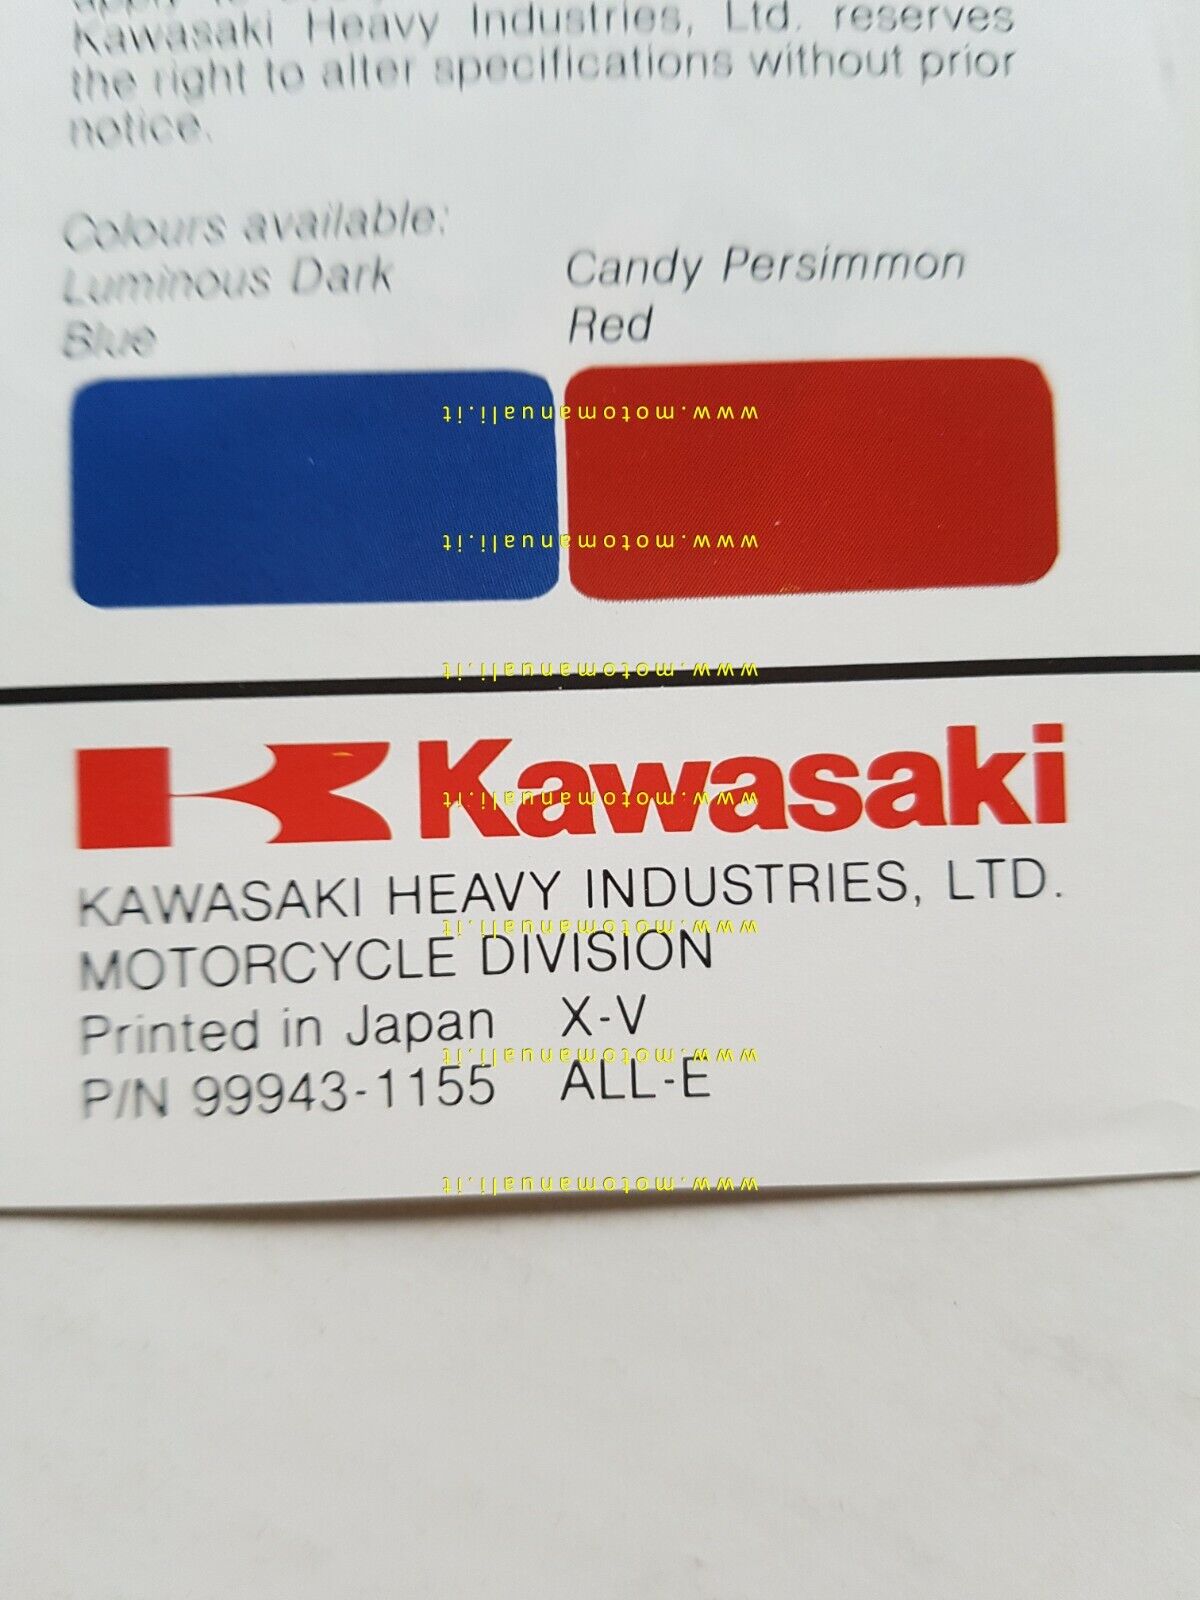 Kawasaki Heavy Industries, Ltd. reserves
the right to alter specifications without prior
notice.
Colours available:
Luminous Dark Blue
Candy Persimmon Red
www.motomanuali.it
www.motomanuali.it
www.motomanuali.it
Kawasaki
www.motomanuali.it
KAWASAKI HEAVY INDUSTRIES, LTD.
www.motomanuali.it
MOTORCYCLE DIVISION
Printed in Japan X-V
www.motomanuali.it
P/N 99943-1155 ALL-E
www.motomanuali.it